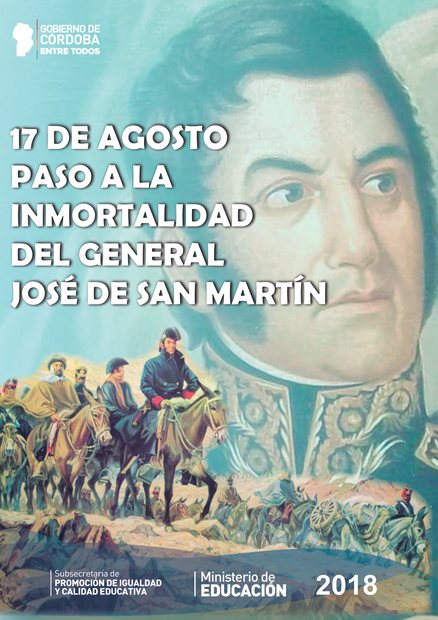 GOBIERNO DE
CÓRDOBA
ENTRE TODOS
17 DE AGOSTO
PASO A LA
INMORTALIDAD
DEL GENERAL
JOSÉ DE SAN MARTÍN
Subsecretaría de
PROMOCIÓN DE IGUALDAD
Y CALIDAD EDUCATIVA
Ministerio de
EDUCACIÓN
2018